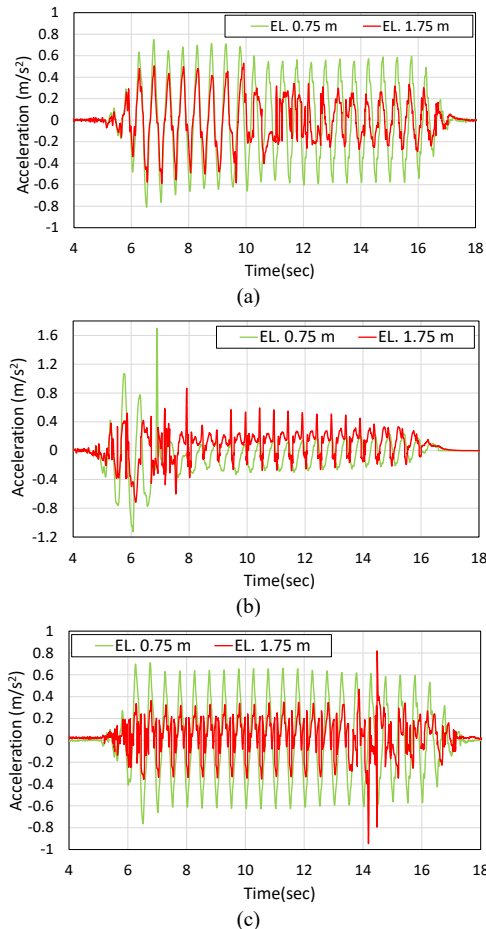 EL. 0.75 m EL. 1.75 m
1
0.8
0.6
0.4
0.2
0
-0.2
-0.4
-0.6
-0.8
-1
Acceleration (m/s²)
4 6 8 10 12 14 16 18
Time(sec)
(a)
EL. 0.75 m EL. 1.75 m
1.6
1.2
0.8
0.4
0
-0.4
-0.8
-1.2
Acceleration (m/s²)
4 6 8 10 12 14 16 18
Time(sec)
(b)
EL. 0.75 m EL. 1.75 m
1
0.8
0.6
0.4
0.2
0
-0.2
-0.4
-0.6
-0.8
-1
Acceleration (m/s²)
4 6 8 10 12 14 16 18
Time(sec)
(c)